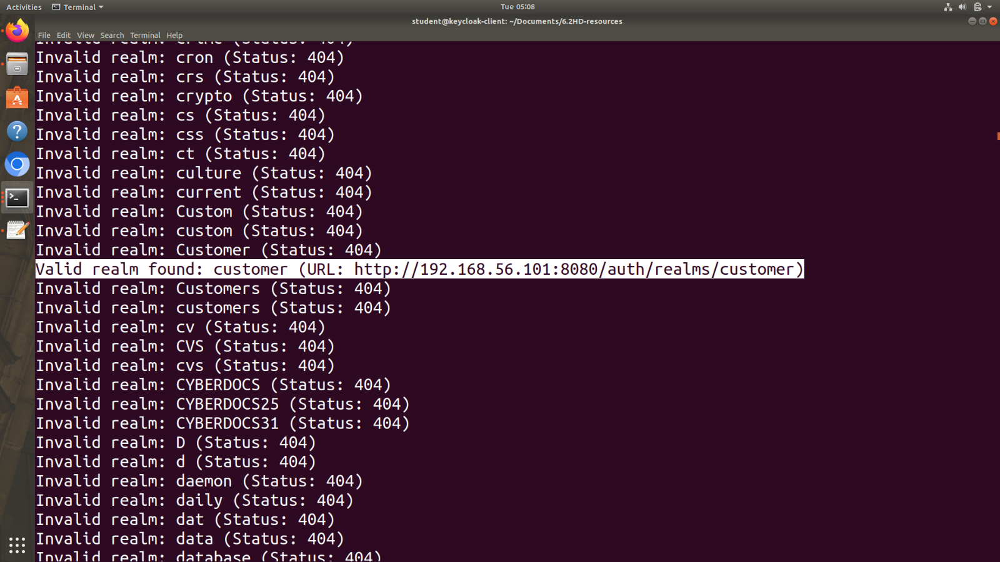 Activities Terminal Tue 05:08
student@keycloak-client: ~/Documents/6.2HD-resources
File Edit View Search Terminal Help
Invalid realm: crime (Status: 404)
Invalid realm: cron (Status: 404)
Invalid realm: crs (Status: 404)
Invalid realm: crypto (Status: 404)
Invalid realm: cs (Status: 404)
Invalid realm: css (Status: 404)
Invalid realm: ct (Status: 404)
Invalid realm: culture (Status: 404)
Invalid realm: current (Status: 404)
Invalid realm: Custom (Status: 404)
Invalid realm: custom (Status: 404)
Invalid realm: Customer (Status: 404)
Valid realm found: customer (URL: http://192.168.56.101:8080/auth/realms/customer)
Invalid realm: Customers (Status: 404)
Invalid realm: customers (Status: 404)
Invalid realm: cv (Status: 404)
Invalid realm: CVS (Status: 404)
Invalid realm: cvs (Status: 404)
Invalid realm: CYBERDOCS (Status: 404)
Invalid realm: CYBERDOCS25 (Status: 404)
Invalid realm: CYBERDOCS31 (Status: 404)
Invalid realm: D (Status: 404)
Invalid realm: d (Status: 404)
Invalid realm: daemon (Status: 404)
Invalid realm: daily (Status: 404)
Invalid realm: dat (Status: 404)
Invalid realm: data (Status: 404)
Invalid realm: database (Status: 404)